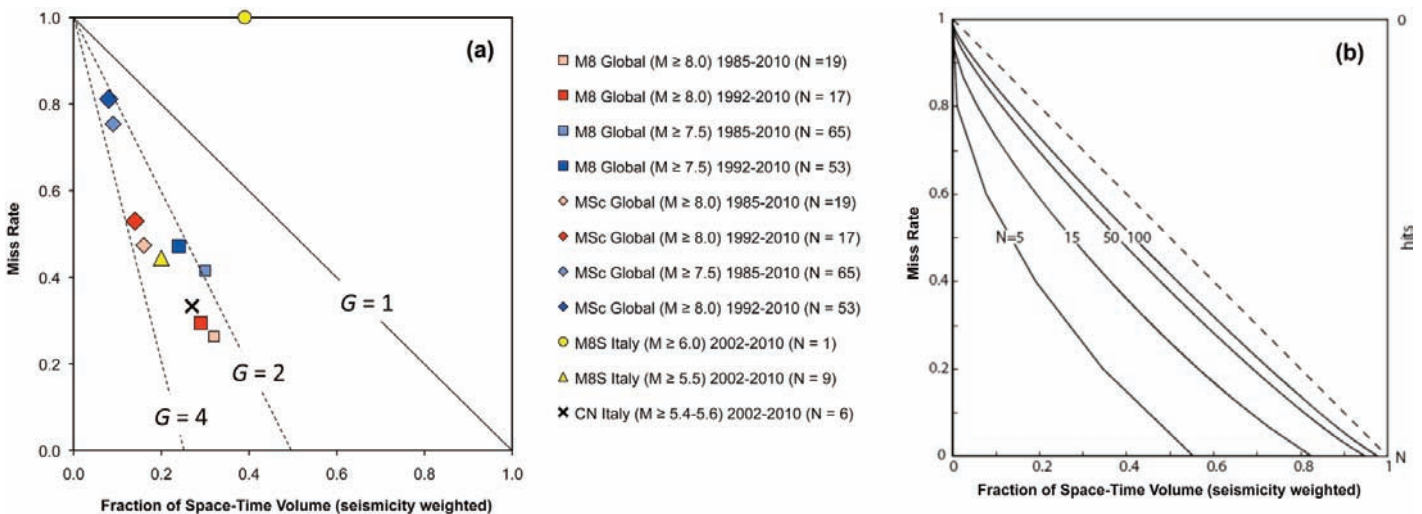 (a)
1.0
0.8
0.6
0.4
0.2
0.0
Miss Rate
G = 1
G = 2
G = 4
0.0 0.2 0.4 0.6 0.8 1.0
Fraction of Space-Time Volume (seismicity weighted)
M8 Global (M ≥ 8.0) 1985-2010 (N =19)
M8 Global (M ≥ 8.0) 1992-2010 (N = 17)
M8 Global (M ≥ 7.5) 1985-2010 (N = 65)
M8 Global (M ≥ 7.5) 1992-2010 (N = 53)
MSc Global (M ≥ 8.0) 1985-2010 (N =19)
MSc Global (M ≥ 8.0) 1992-2010 (N = 17)
MSc Global (M ≥ 7.5) 1985-2010 (N = 65)
MSc Global (M ≥ 8.0) 1992-2010 (N = 53)
M8S Italy (M ≥ 6.0) 2002-2010 (N = 1)
M8S Italy (M ≥ 5.5) 2002-2010 (N = 9)
CN Italy (M ≥ 5.4-5.6) 2002-2010 (N = 6)
(b)
1
0.8
0.6
0.4
0.2
0
Miss Rate
N=5 15 50 100
0
hits
N
0 0.2 0.4 0.6 0.8 1
Fraction of Space-Time Volume (seismicity weighted)